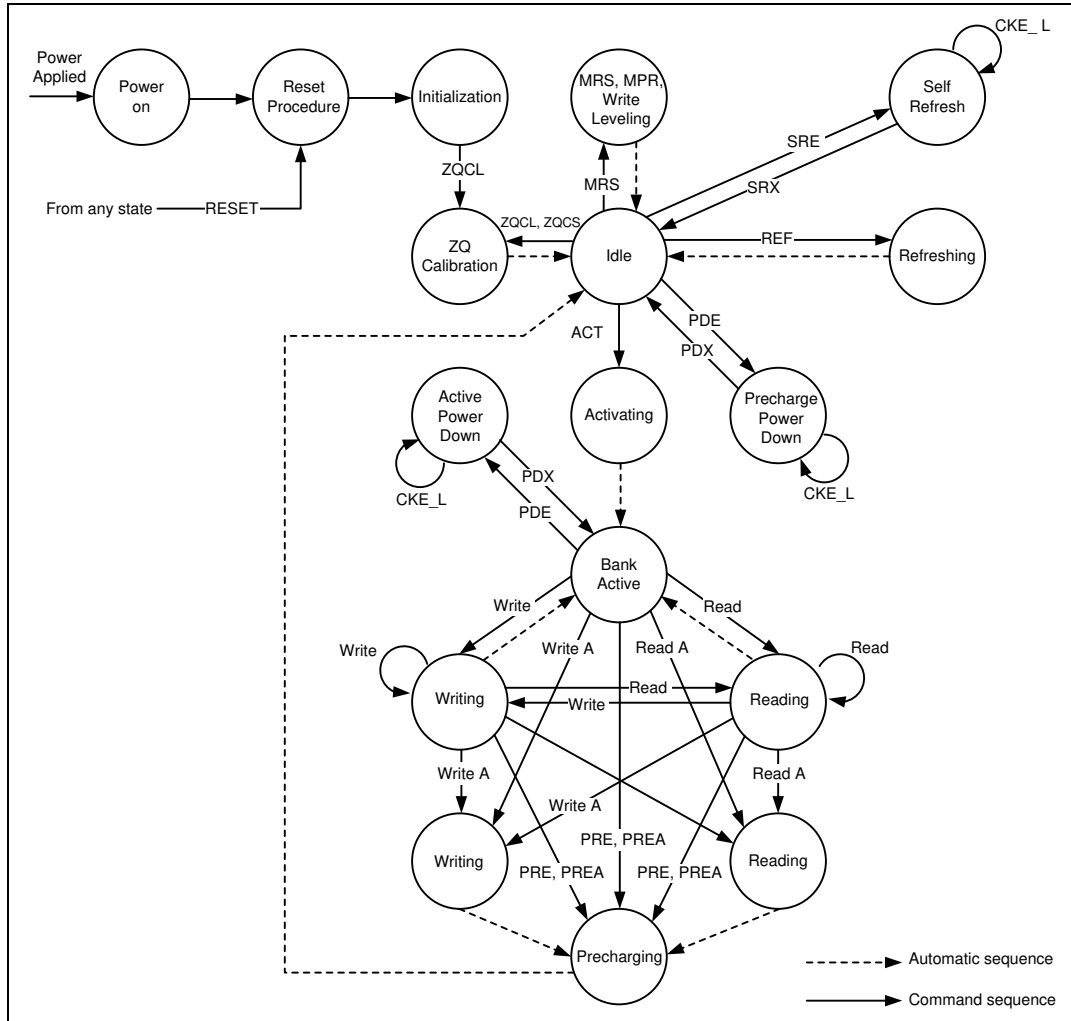 CKE_ L
Power
Applied
Power
on
Reset
Procedure
Initialization
MRS, MPR,
Write
Leveling
Self
Refresh
ZQCL
MRS
SRE
SRX
From any state
RESET
ZQCL, ZQCS
ZQ
Calibration
Idle
REF
Refreshing
ACT
PDE
PDX
Active
Power
Down
Activating
Precharge
Power
Down
CKE_L
PDX
PDE
CKE_L
Bank
Active
Write
Read
Write
Write A
Read A
Read
Writing
Read
Write
Reading
Write A
Write A
Read A
Writing
PRE, PREA
PRE, PREA
PRE, PREA
Reading
Precharging
Automatic sequence
Command sequence